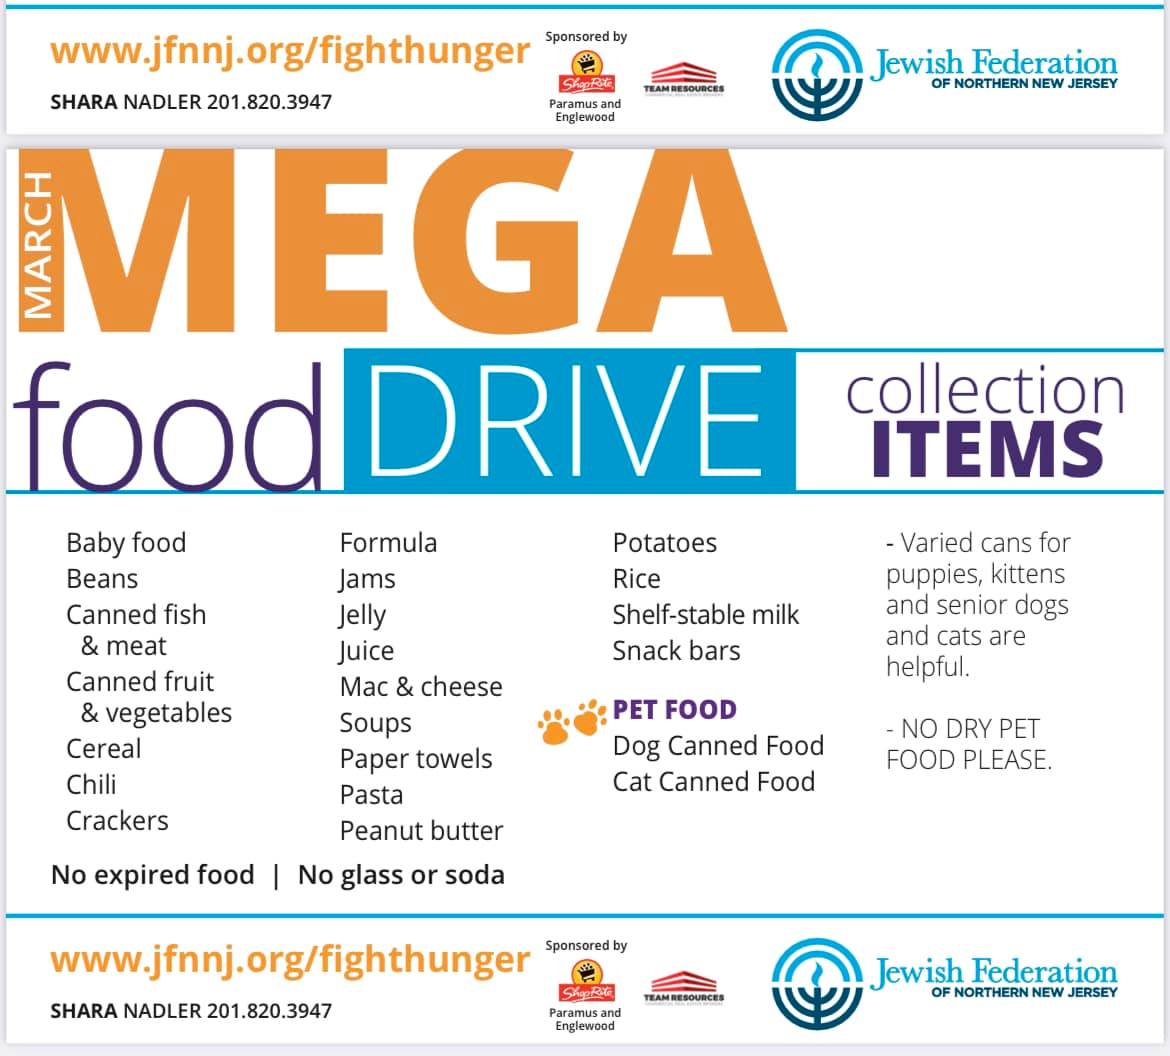 www.jfnnj.org/fighthunger
SHARA NADLER 201.820.3947
Sponsored by
ShopRite
Paramus and
Englewood
TEAM RESOURCES
Jewish Federation
OF NORTHERN NEW JERSEY
MARCH
MEGA
food DRIVE
collection
ITEMS
Baby food
Beans
Canned fish
& meat
Canned fruit
& vegetables
Cereal
Chili
Crackers
Formula
Jams
Jelly
Juice
Mac & cheese
Soups
Paper towels
Pasta
Peanut butter
Potatoes
Rice
Shelf-stable milk
Snack bars
PET FOOD
Dog Canned Food
Cat Canned Food
- Varied cans for
puppies, kittens
and senior dogs
and cats are
helpful.
- NO DRY PET
FOOD PLEASE.
No expired food | No glass or soda
www.jfnnj.org/fighthunger
SHARA NADLER 201.820.3947
Sponsored by
ShopRite
Paramus and
Englewood
TEAM RESOURCES
Jewish Federation
OF NORTHERN NEW JERSEY